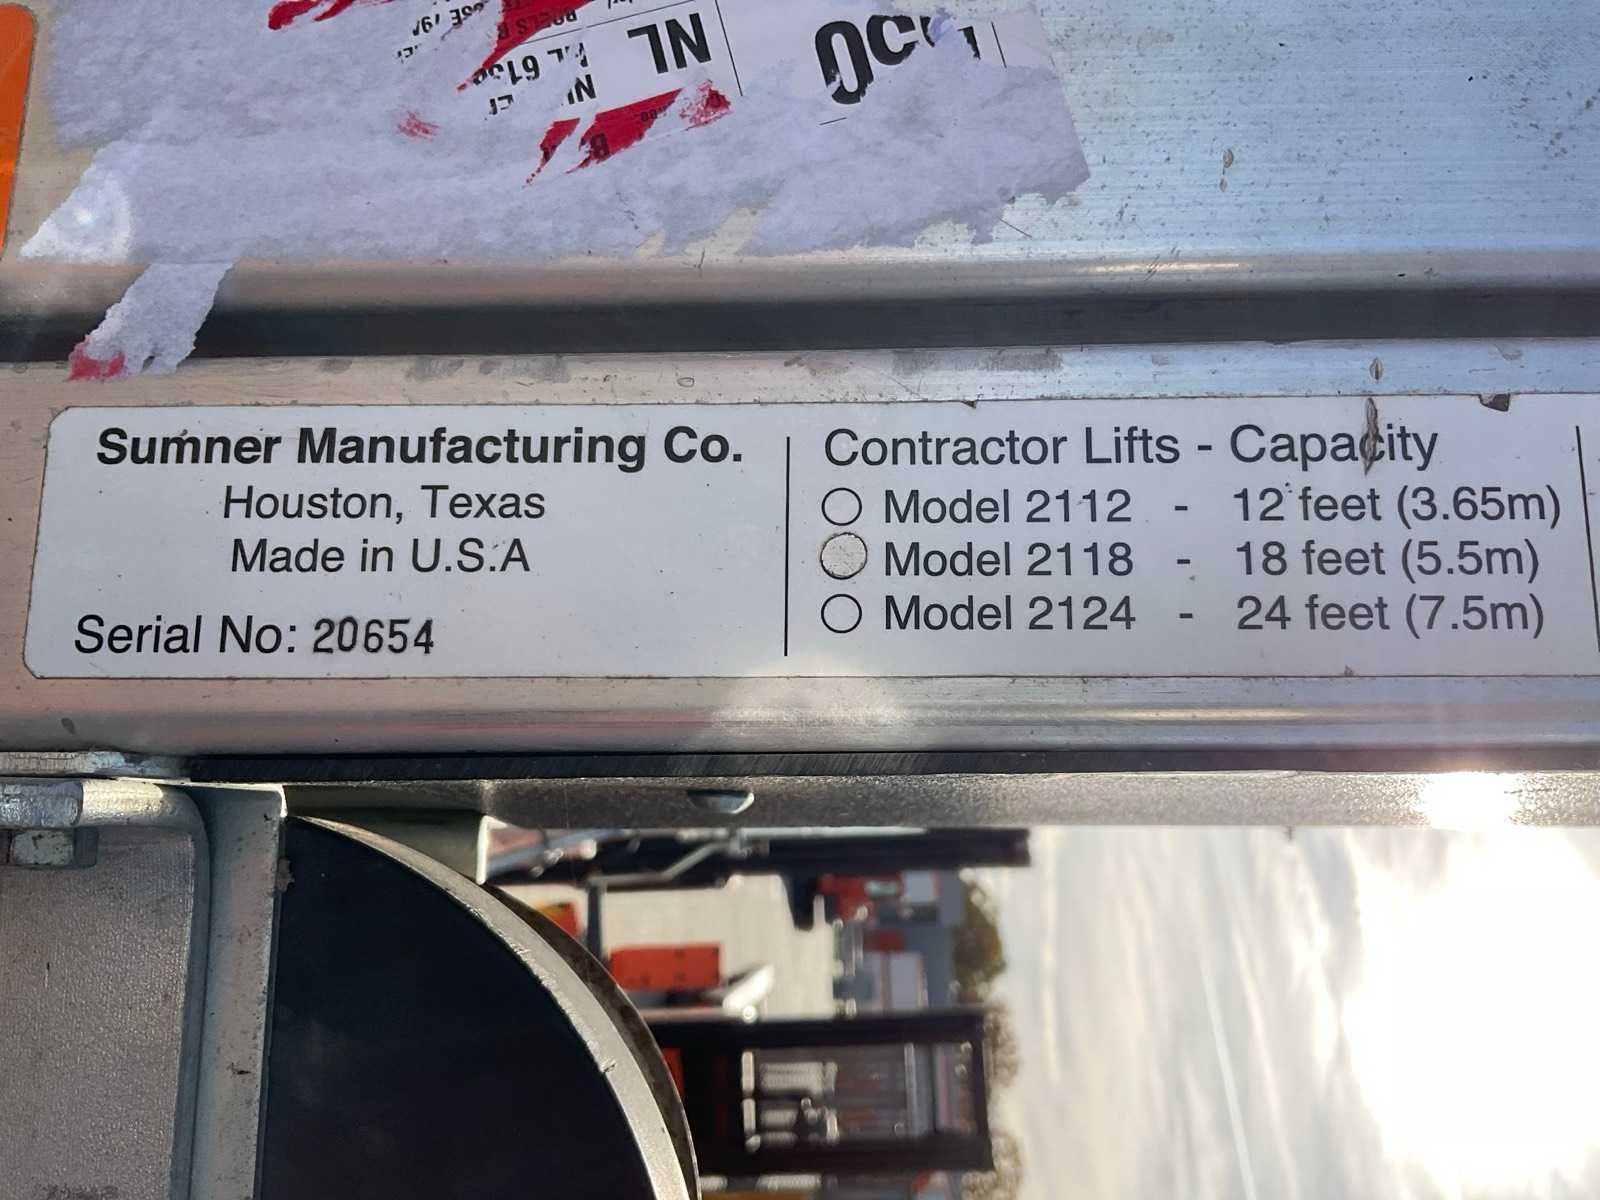 NL
Sumner Manufacturing Co.
Houston, Texas
Made in U.S.A
Serial No: 20654
Contractor Lifts - Capacity
Model 2112 - 12 feet (3.65m)
Model 2118 - 18 feet (5.5m)
Model 2124 - 24 feet (7.5m)